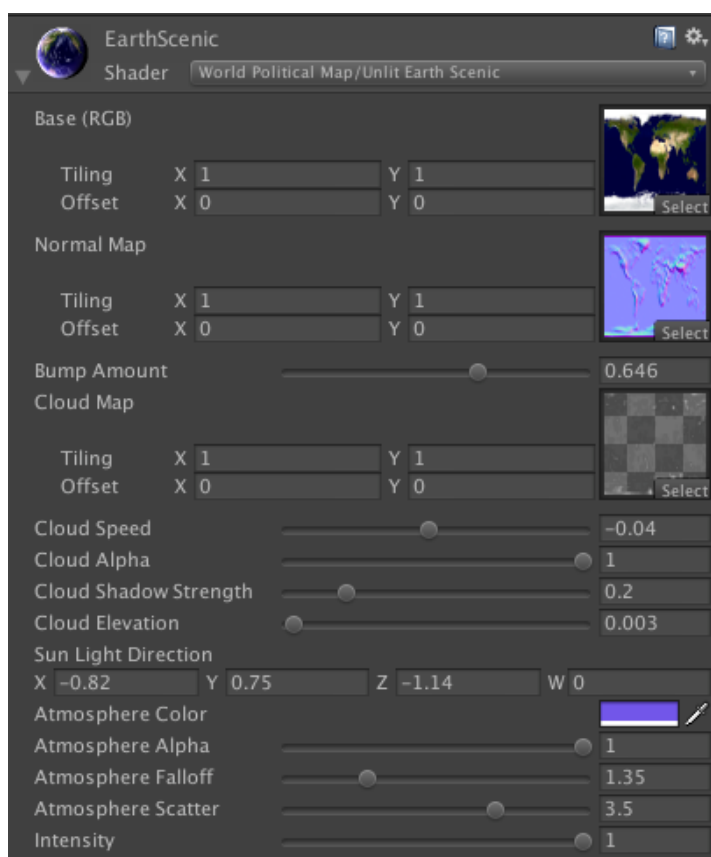 EarthScenic
Shader World Political Map/Unlit Earth Scenic
Base (RGB)
Tiling X 1 Y 1
Offset X 0 Y 0
Select
Normal Map
Tiling X 1 Y 1
Offset X 0 Y 0
Select
Bump Amount 0.646
Cloud Map
Tiling X 1 Y 1
Offset X 0 Y 0
Select
Cloud Speed -0.04
Cloud Alpha 1
Cloud Shadow Strength 0.2
Cloud Elevation 0.003
Sun Light Direction
X -0.82 Y 0.75 Z -1.14 W 0
Atmosphere Color
Atmosphere Alpha 1
Atmosphere Falloff 1.35
Atmosphere Scatter 3.5
Intensity 1